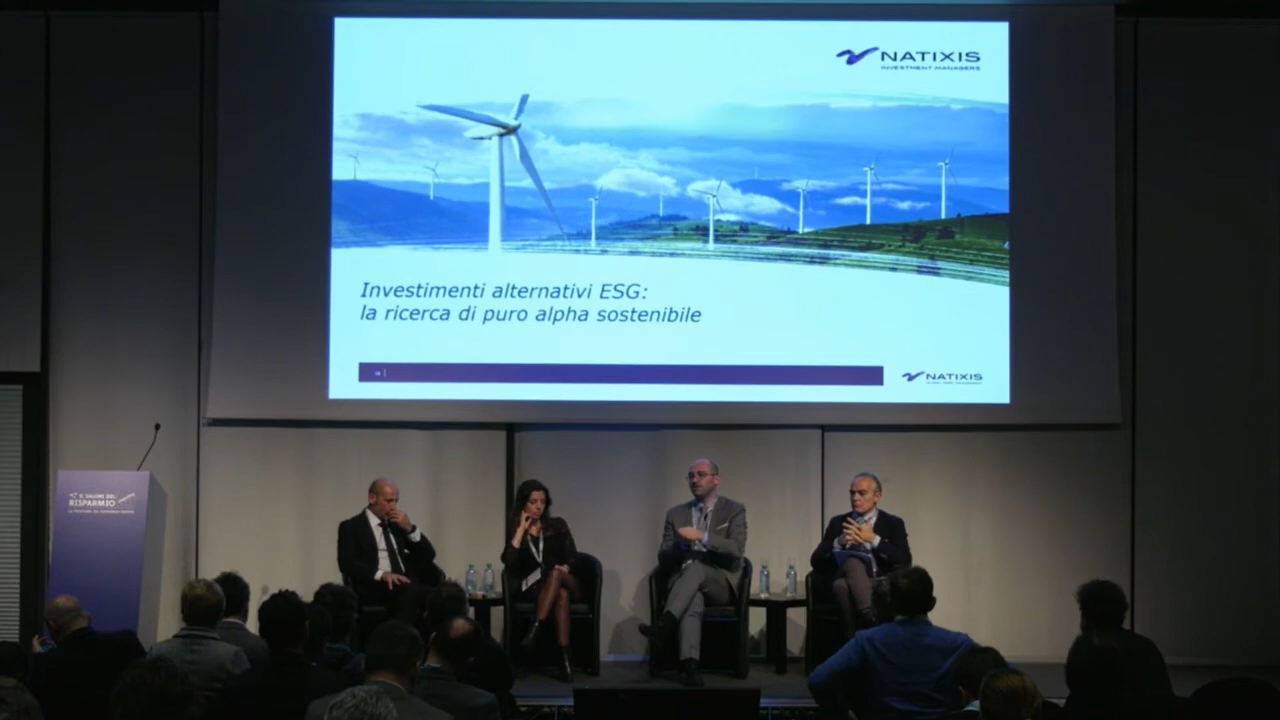 NATIXIS
INVESTMENT MANAGERS
Investimenti alternativi ESG:
la ricerca di puro alpha sostenibile
NATIXIS
IL SALONE DEL
RISPARMIO